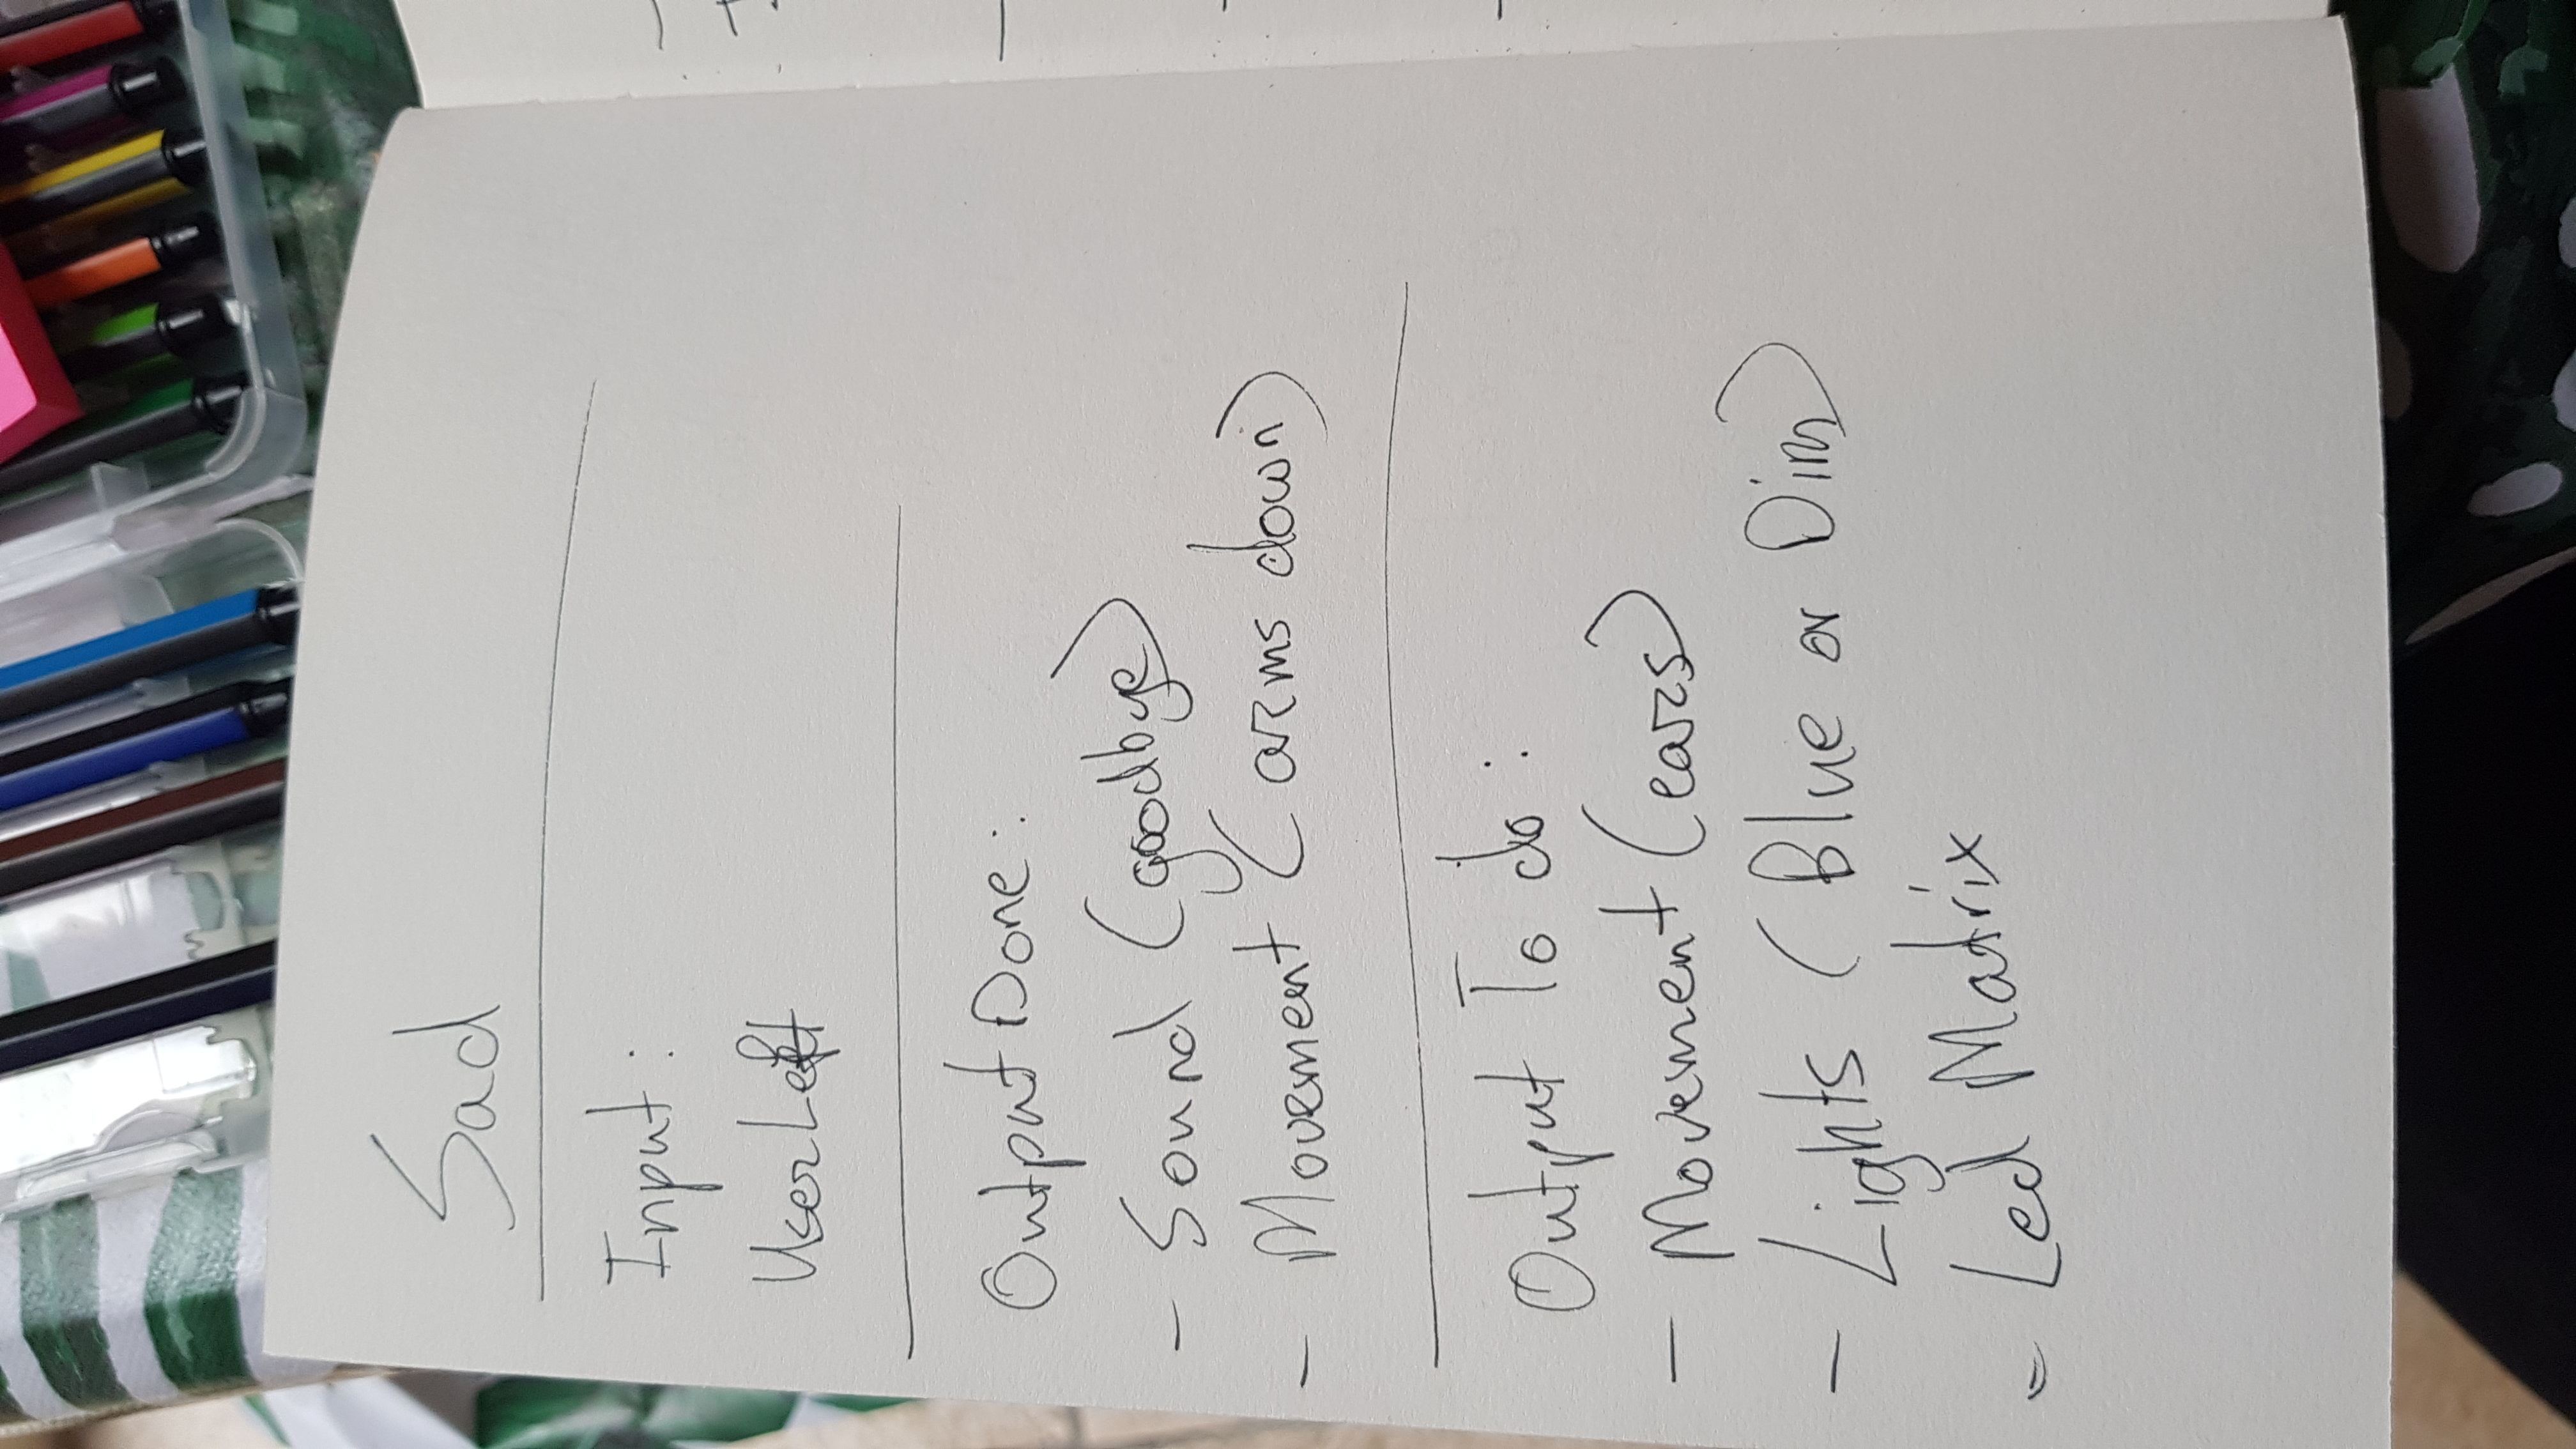 Sad
Input:
UserLeft
Output Done:
- Sound (goodbye)
- Movement (arms down)
Output To do:
- Movement (ears)
- Lights (Blue or Dim)
- Led Matrix